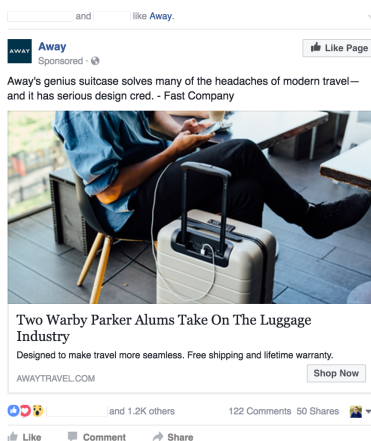 and like Away.
AWAY
Away
Sponsored ·
Like Page
Away's genius suitcase solves many of the headaches of modern travel—
and it has serious design cred. - Fast Company
Two Warby Parker Alums Take On The Luggage
Industry
Designed to make travel more seamless. Free shipping and lifetime warranty.
AWAYTRAVEL.COM
Shop Now
and 1.2K others
122 Comments 50 Shares
Like Comment Share